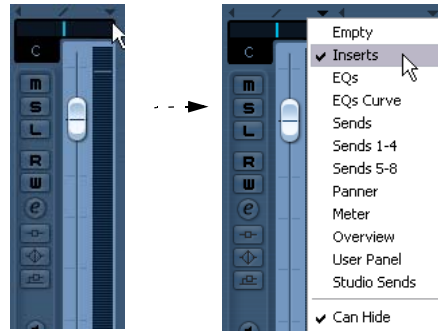 C
m
S
L
R
W
e
C
m
S
L
R
W
e
Empty
✔ Inserts
EQs
EQs Curve
Sends
Sends 1-4
Sends 5-8
Panner
Meter
Overview
User Panel
Studio Sends
✔ Can Hide